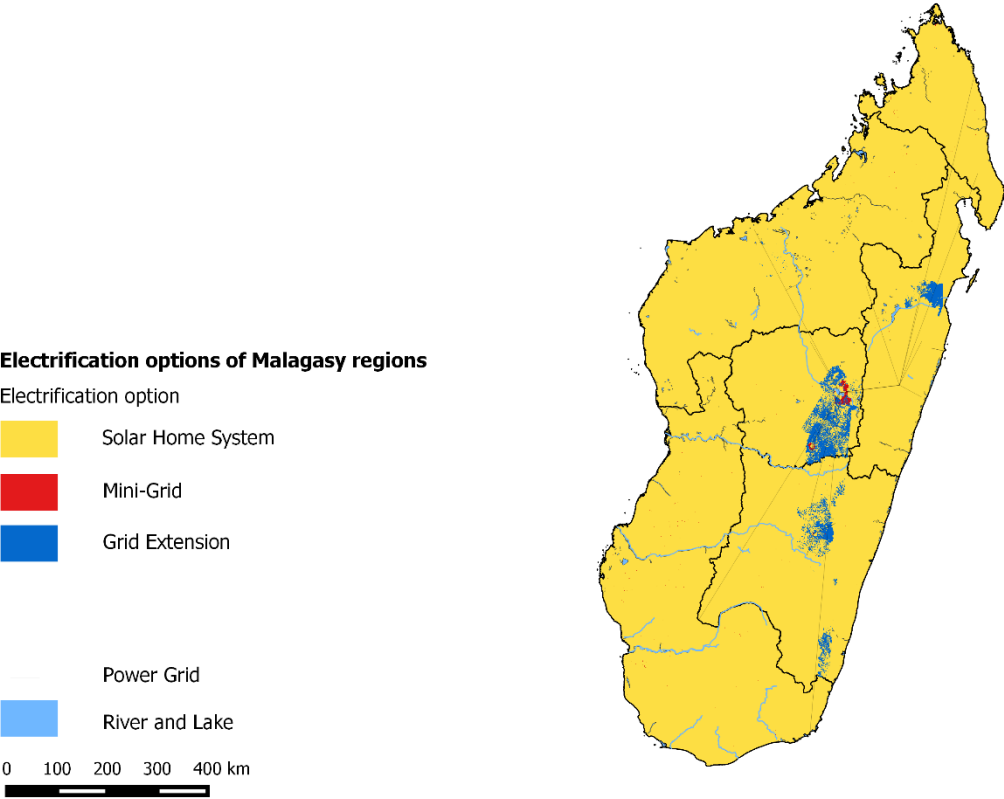 Electrification options of Malagasy regions
Electrification option
Solar Home System
Mini-Grid
Grid Extension
Power Grid
River and Lake
0 100 200 300 400 km